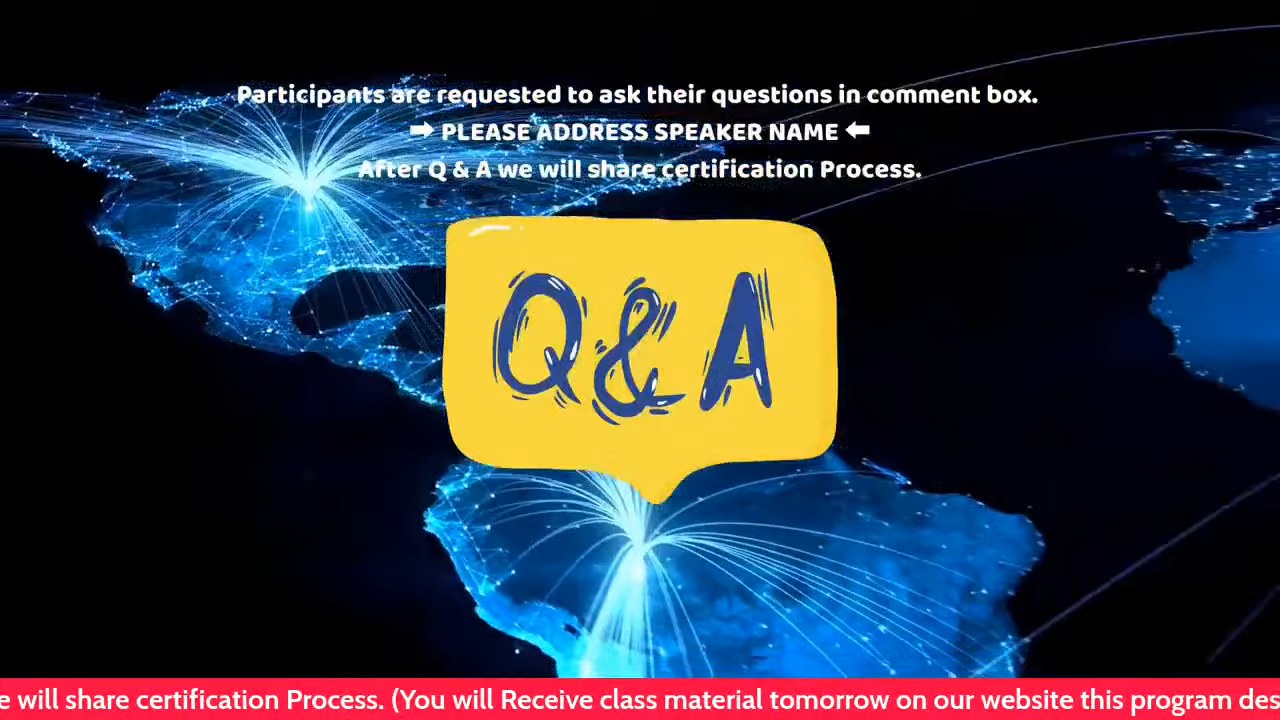 Participants are requested to ask their questions in comment box.
➡ PLEASE ADDRESS SPEAKER NAME ⬅
After Q & A we will share certification Process.
Q & A
will share certification Process. (You will Receive class material tomorrow on our website this program